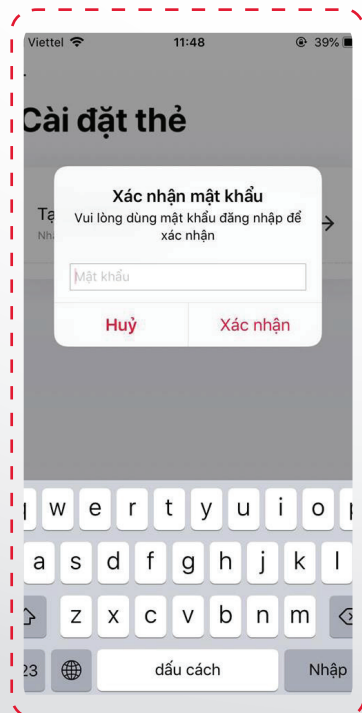 Viettel 11:48 39%
Cài đặt thẻ
Xác nhận mật khẩu
Vui lòng dùng mật khẩu đăng nhập để
xác nhận
Mật khẩu
Huỷ Xác nhận
w e r t y u i o p
a s d f g h j k l
z x c v b n m
23 dấu cách Nhập